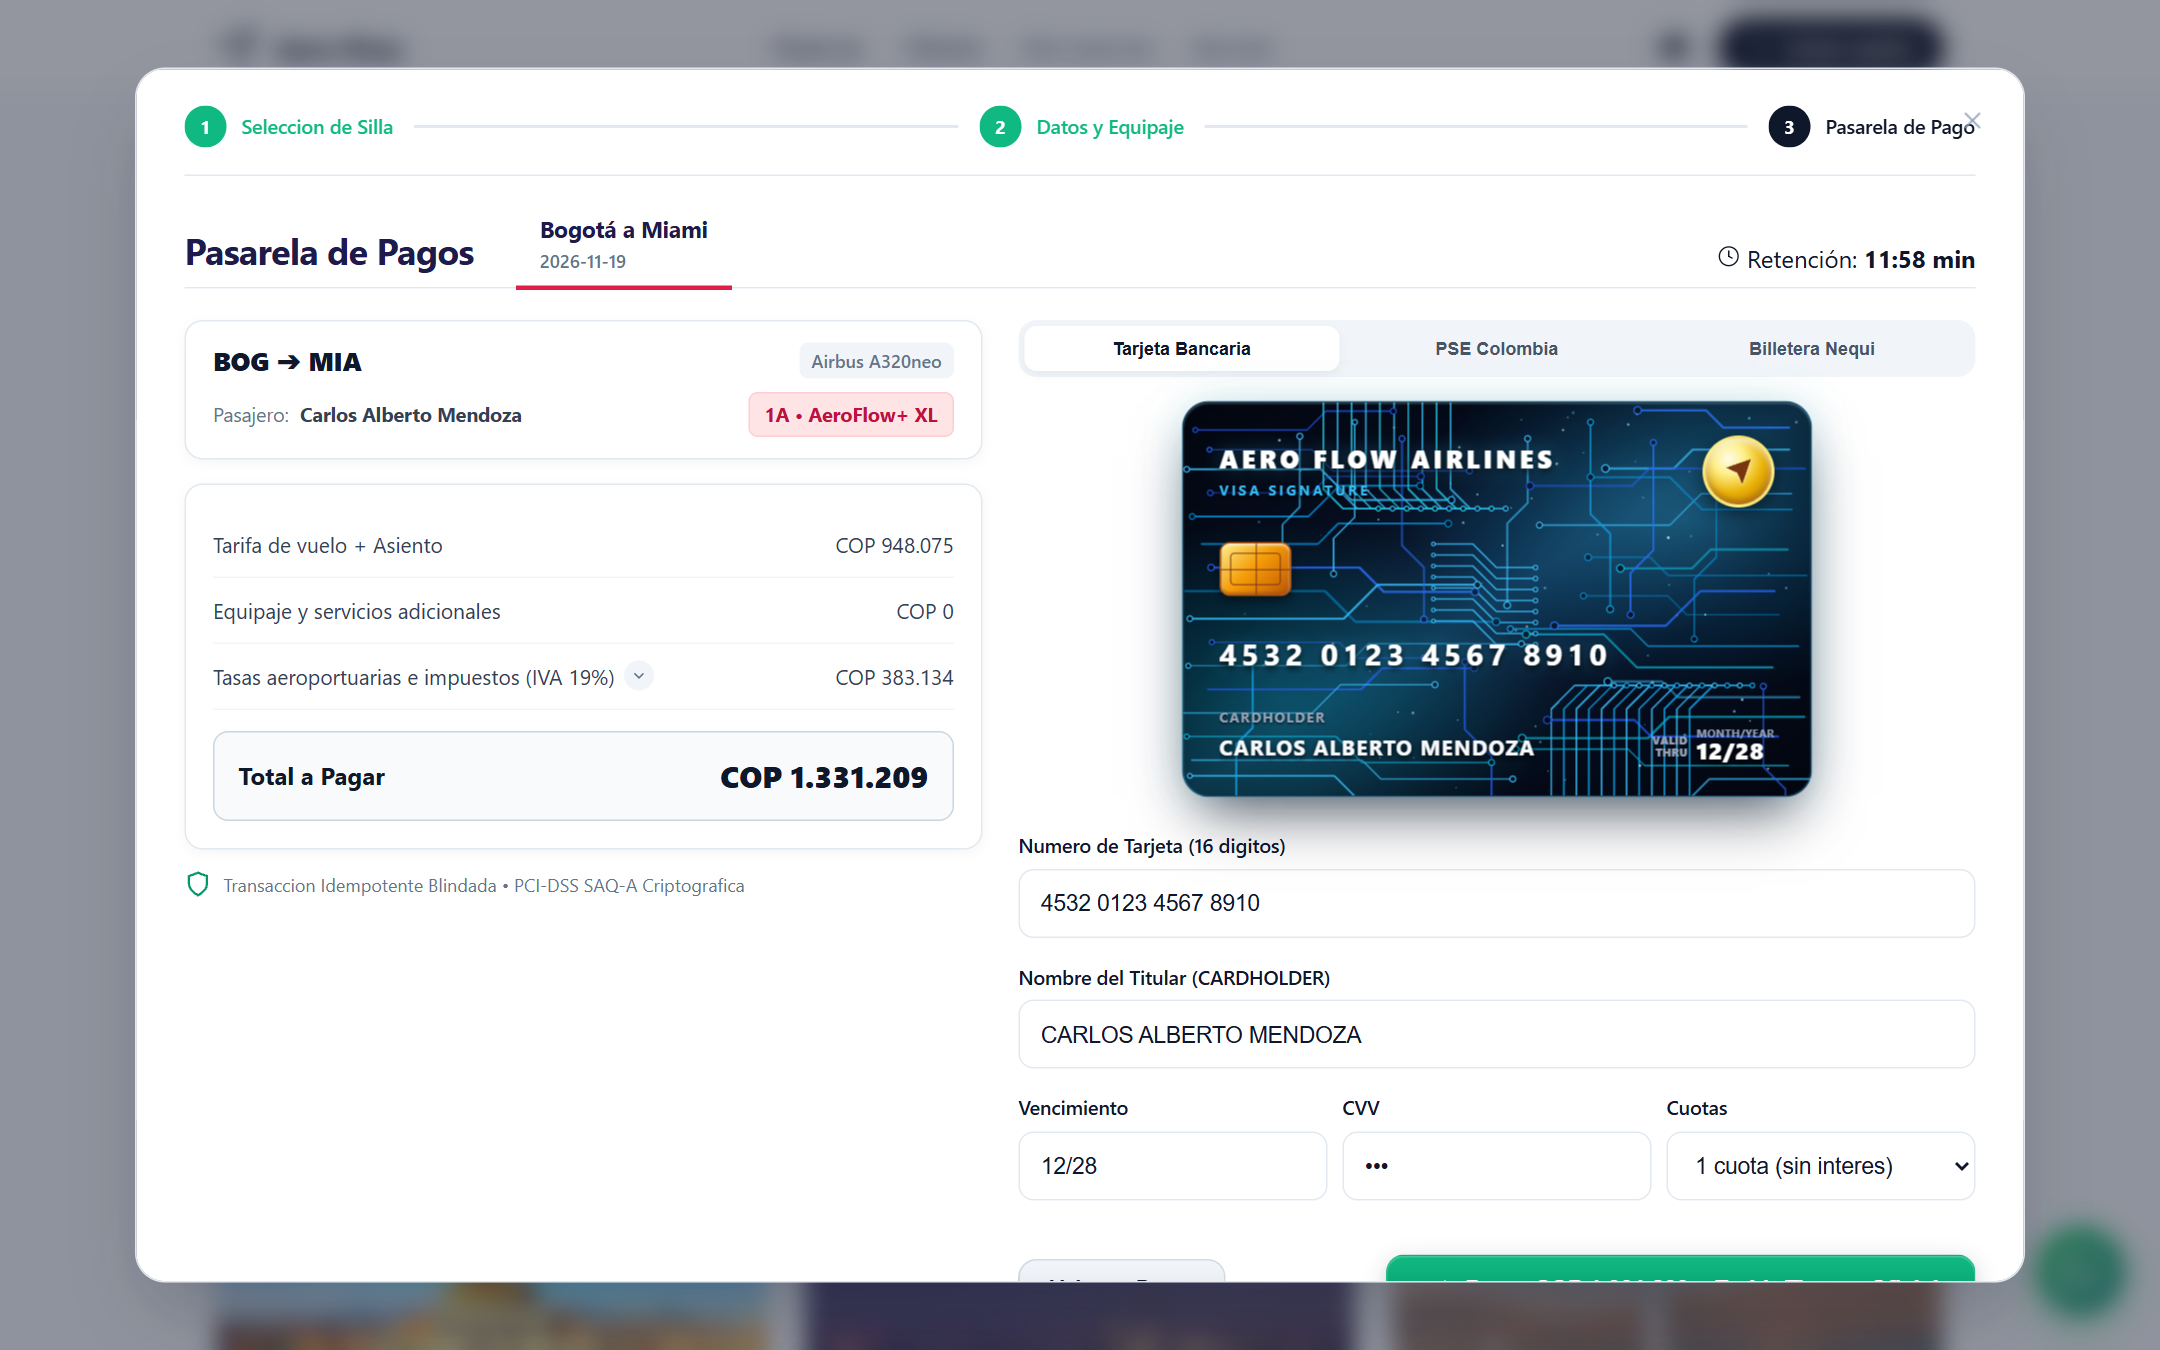 1 Seleccion de Silla
2 Datos y Equipaje
3 Pasarela de Pago
Pasarela de Pagos
Bogotá a Miami
2026-11-19
Retención: 11:58 min
BOG ➔ MIA
Airbus A320neo
Pasajero: Carlos Alberto Mendoza
1A • AeroFlow+ XL
Tarifa de vuelo + Asiento COP 948.075
Equipaje y servicios adicionales COP 0
Tasas aeroportuarias e impuestos (IVA 19%) COP 383.134
Total a Pagar COP 1.331.209
Transaccion Idempotente Blindada • PCI-DSS SAQ-A Criptografica
Tarjeta Bancaria
PSE Colombia
Billetera Nequi
AERO FLOW AIRLINES
VISA SIGNATURE
4532 0123 4567 8910
CARDHOLDER
CARLOS ALBERTO MENDOZA
VALID THRU
MONTH/YEAR
12/28
Numero de Tarjeta (16 digitos)
4532 0123 4567 8910
Nombre del Titular (CARDHOLDER)
CARLOS ALBERTO MENDOZA
Vencimiento
12/28
CVV
•••
Cuotas
1 cuota (sin interes)